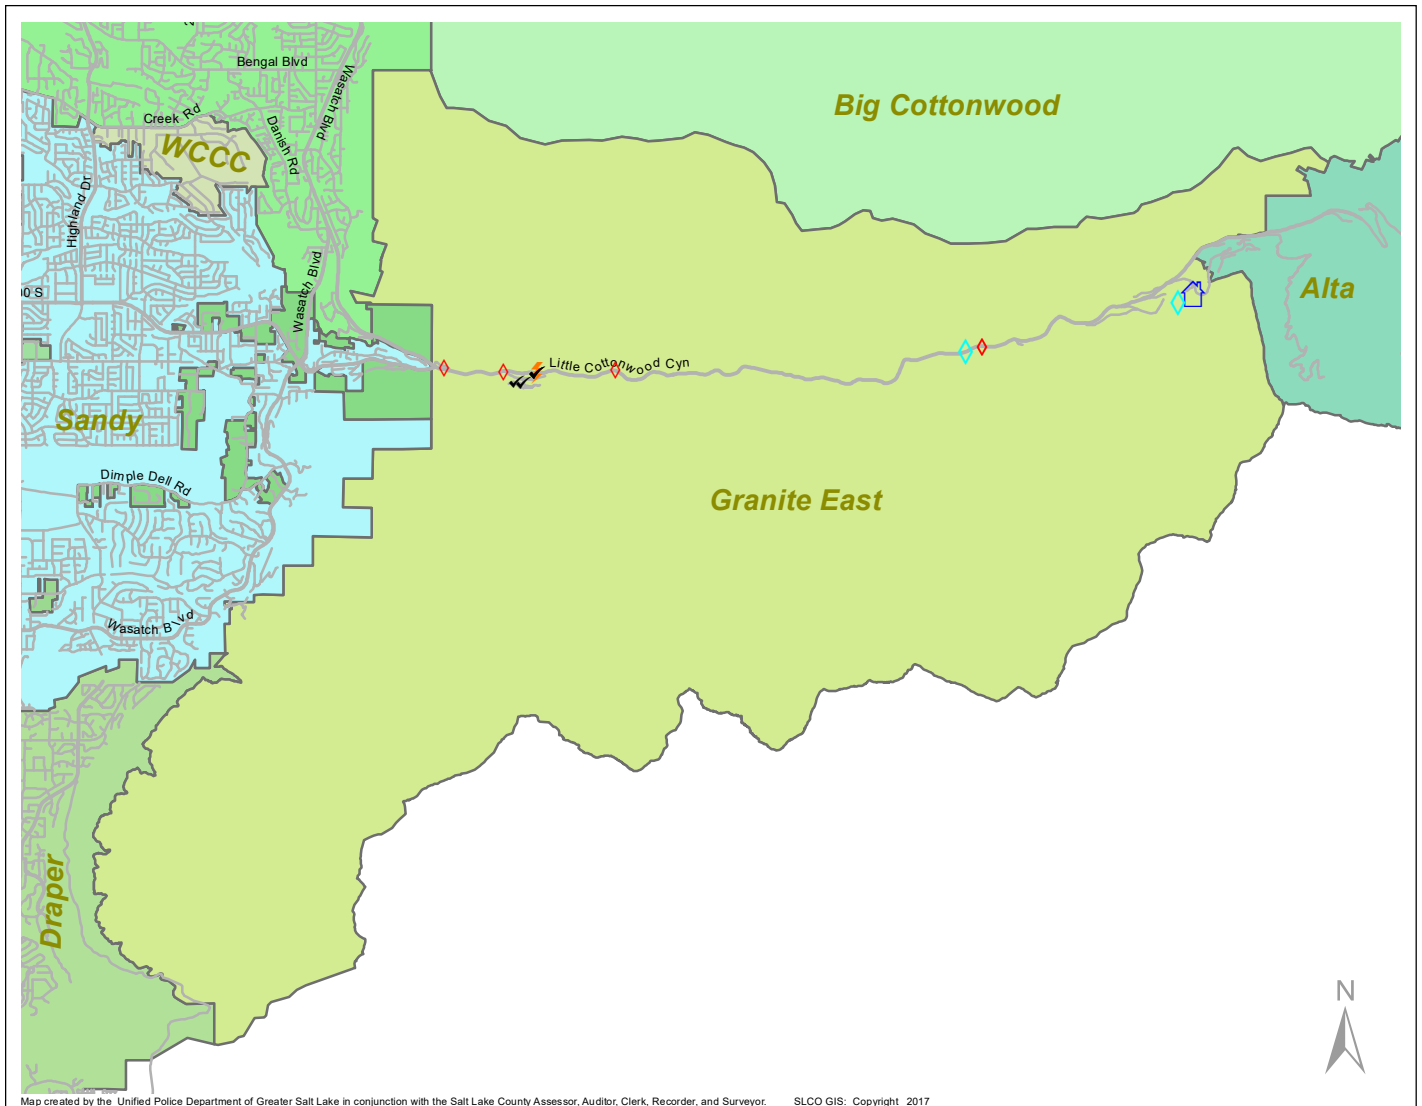 Bengal Blvd
Wasatch Blvd
Big Cottonwood
Creek Rd
Danish Rd
WCCC
Highland Dr
Wasatch Blvd
00 S
Alta
Little Cottonwood Cyn
Sandy
Dimple Dell Rd
Granite East
Wasatch Blvd
Draper
N
Map created by the Unified Police Department of Greater Salt Lake in conjunction with the Salt Lake County Assessor, Auditor, Clerk, Recorder, and Surveyor. SLCO GIS: Copyright 2017